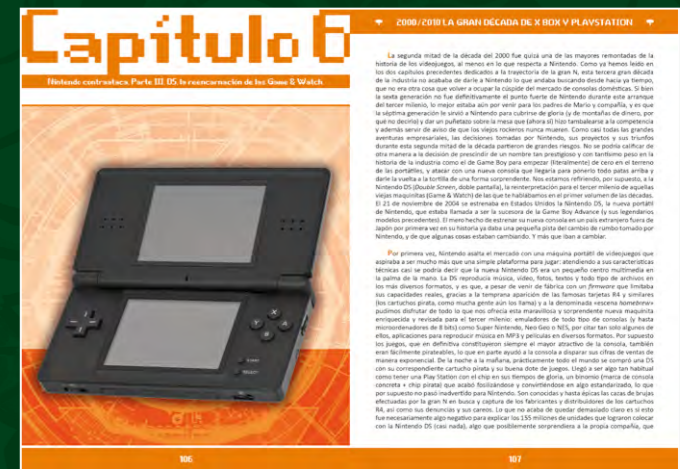 Capítulo 6
Nintendo contraataca. Parte III: DS, la reencarnación de los Game & Watch
106
2000/2010 LA GRAN DÉCADA DE X BOX Y PLAYSTATION
La segunda mitad de la década del 2000 fue quizá una de las mayores remontadas de la
historia de los videojuegos, al menos en lo que respecta a Nintendo. Como ya hemos leído en
los dos capítulos precedentes dedicados a la trayectoria de la gran N, esta tercera gran década
de la industria no acababa de darle a Nintendo lo que andaba buscando desde hacía ya tiempo,
que no era otra cosa que volver a ocupar la cúspide del mercado de consolas domésticas. Si bien
la sexta generación no fue definitivamente el punto fuerte de Nintendo durante este arranque
del tercer milenio, lo mejor estaba aún por venir para los padres de Mario y compañía, y es que
la séptima generación le sirvió a Nintendo para cubrirse de gloria (y de montañas de dinero, por
qué no decirlo) y dar un puñetazo sobre la mesa que (ahora sí) hizo tambalearse a la competencia
y además servir de aviso de que los viejos rockeros nunca mueren. Como casi todas las grandes
aventuras empresariales, las decisiones tomadas por Nintendo, sus proyectos y sus triunfos
durante esta segunda mitad de la década partieron de grandes riesgos. No se podría calificar de
otra manera a la decisión de prescindir de un nombre tan prestigioso y con tantísimo peso en la
historia de la industria como el de Game Boy para empezar (literalmente) de cero en el terreno
de las portátiles, y atacar con una nueva consola que llegaría para ponerlo todo patas arriba y
darle la vuelta a la tortilla de una forma sorprendente. Nos estamos refiriendo, por supuesto, a la
Nintendo DS (Double Screen, doble pantalla), la reinterpretación para el tercer milenio de aquellas
viejas maquinitas (Game & Watch) de las que te hablábamos en el primer volumen de las décadas.
El 21 de noviembre de 2004 se estrenaba en Estados Unidos la Nintendo DS, la nueva portátil
de Nintendo, que estaba llamada a ser la sucesora de la Game Boy Advance (y sus legendarios
modelos precedentes). El mero hecho de estrenar su nueva consola en un país extranjero fuera de
Japón por primera vez en su historia ya daba una pequeña pista del cambio de rumbo tomado por
Nintendo, y de que algunas cosas estaban cambiando. Y más que iban a cambiar.
Por primera vez, Nintendo asalta el mercado con una máquina portátil de videojuegos que
aspiraba a ser mucho más que una simple plataforma para jugar: atendiendo a sus características
técnicas casi se podría decir que la nueva Nintendo DS era un pequeño centro multimedia en
la palma de la mano. La DS reproducía música, vídeo, fotos, textos y todo tipo de archivos en
los más diversos formatos, y es que, a pesar de venir de fábrica con un firmware que limitaba
sus capacidades reales, gracias a la temprana aparición de las famosas tarjetas R4 y similares
(los cartuchos pirata, como mucha gente aún los llama) y a la denominada «escena homebrew»
pudimos disfrutar de todo lo que nos ofrecía esta maravillosa y sorprendente nueva maquinita
enriquecida y revisada para el tercer milenio: emuladores de todo tipo de consolas (y hasta
microordenadores de 8 bits) como Super Nintendo, Neo Geo o NES, por citar tan solo algunos de
ellos, aplicaciones para reproducir música en MP3 y películas en diversos formatos. Por supuesto
los juegos, que en definitiva constituyeron siempre el mayor atractivo de la consola, también
eran fácilmente pirateables, lo que en parte ayudó a la consola a disparar sus cifras de ventas de
manera exponencial. De la noche a la mañana, prácticamente todo el mundo se compró una DS
con su correspondiente cartucho pirata y su buena dote de juegos. Llegó a ser algo tan habitual
como tener una Play Station con el chip en sus tiempos de gloria, un binomio (marca de consola
concreta + chip pirata) que acabó fosilizándose y convirtiéndose en algo estandarizado, lo que
por supuesto no pasó inadvertido para Nintendo. Son conocidas y hasta épicas las cazas de brujas
efectuadas por la gran N en busca y captura de los fabricantes y distribuidores de los cartuchos
R4, así como sus denuncias y sus careos. Lo que no acaba de quedar demasiado claro es si esto
fue necesariamente algo negativo para explicar los 155 millones de unidades que lograron colocar
con la Nintendo DS (casi nada), algo que posiblemente sorprendiera a la propia compañía, que
107